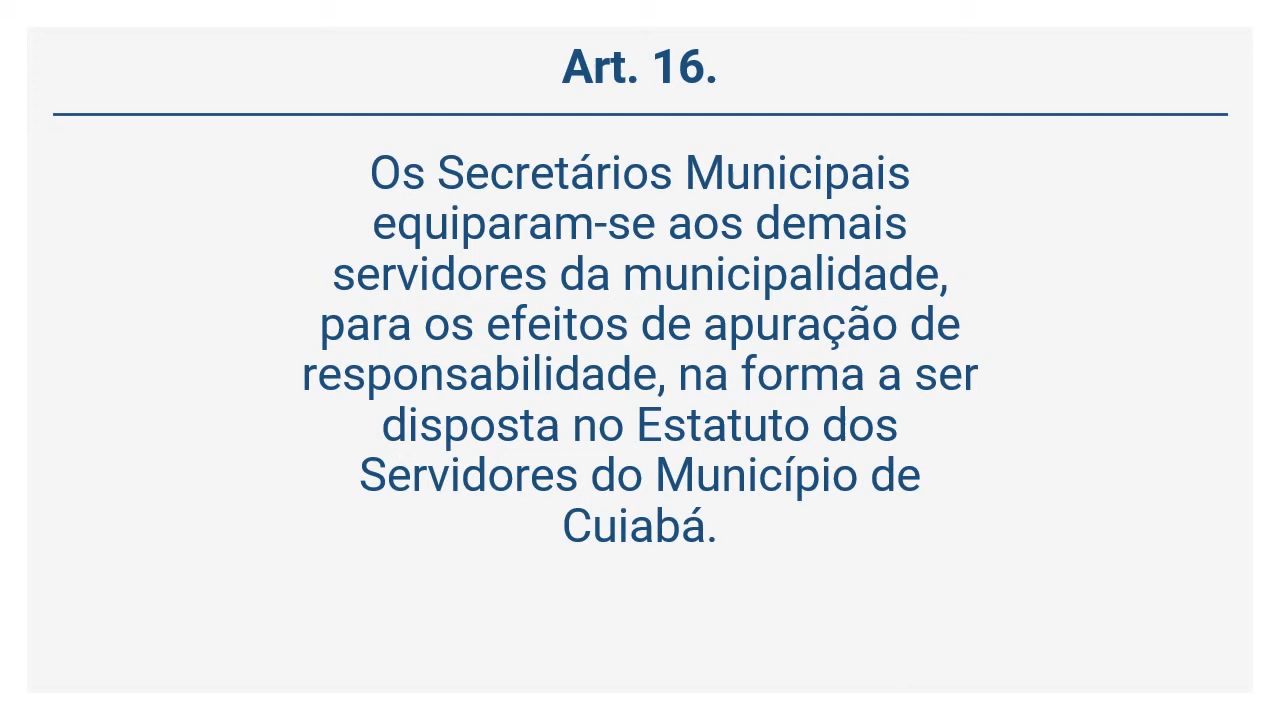 Art. 16.
Os Secretários Municipais
equiparam-se aos demais
servidores da municipalidade,
para os efeitos de apuração de
responsabilidade, na forma a ser
disposta no Estatuto dos
Servidores do Município de
Cuiabá.